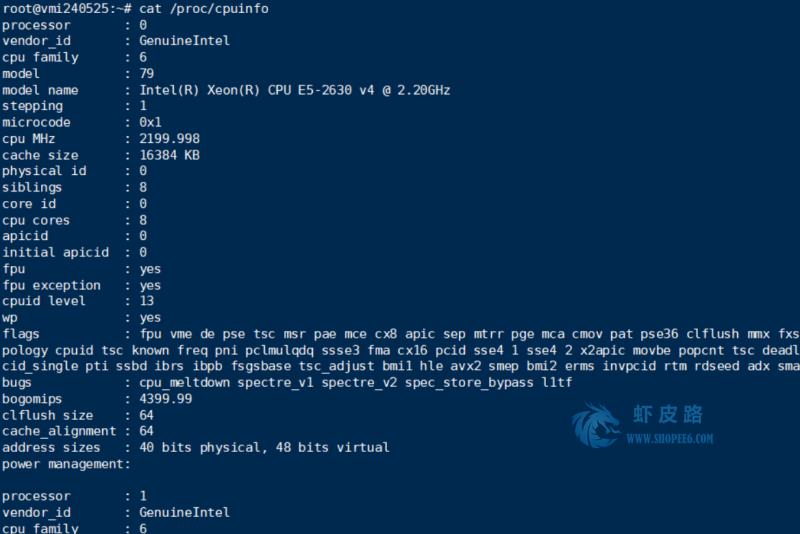 root@vmi240525:~# cat /proc/cpuinfo
processor : 0
vendor_id : GenuineIntel
cpu family : 6
model : 79
model name : Intel(R) Xeon(R) CPU E5-2630 v4 @ 2.20GHz
stepping : 1
microcode : 0x1
cpu MHz : 2199.998
cache size : 16384 KB
physical id : 0
siblings : 8
core id : 0
cpu cores : 8
apicid : 0
initial apicid : 0
fpu : yes
fpu exception : yes
cpuid level : 13
wp : yes
flags : fpu vme de pse tsc msr pae mce cx8 apic sep mtrr pge mca cmov pat pse36 clflush mmx fxs
pology cpuid tsc known freq pni pclmulqdq ssse3 fma cx16 pcid sse4 1 sse4 2 x2apic movbe popcnt tsc deadl
cid_single pti ssbd ibrs ibpb fsgsbase tsc_adjust bmi1 hle avx2 smep bmi2 erms invpcid rtm rdseed adx sma
bugs : cpu_meltdown spectre_v1 spectre_v2 spec_store_bypass l1tf
bogomips : 4399.99
clflush size : 64
cache_alignment : 64
address sizes : 40 bits physical, 48 bits virtual
power management:
processor : 1
vendor_id : GenuineIntel
cpu family : 6
虾皮路
WWW.SHOPEE6.COM